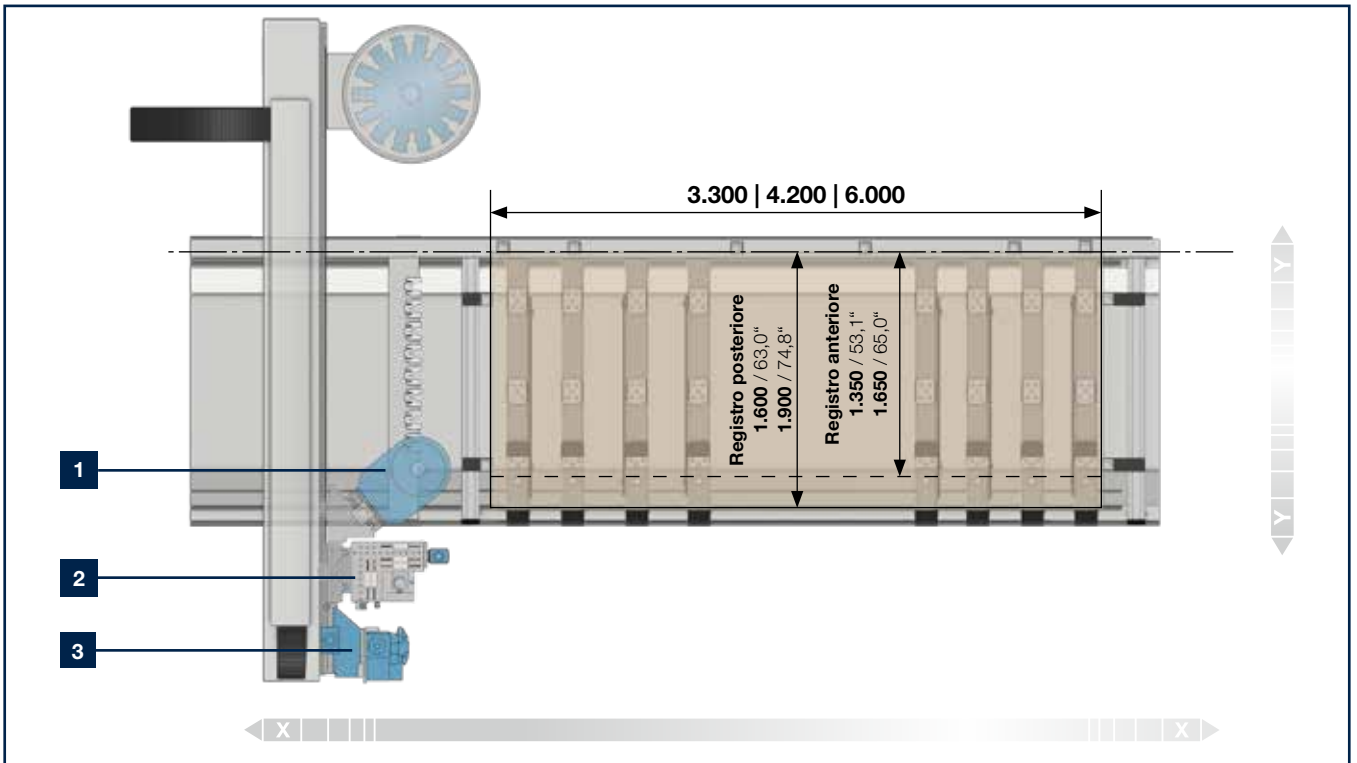 3.300 | 4.200 | 6.000
Registro posteriore
1.600 / 63,0“
1.900 / 74,8“
Registro anteriore
1.350 / 53,1“
1.650 / 65,0“
Y
Y
1
2
3
X
X